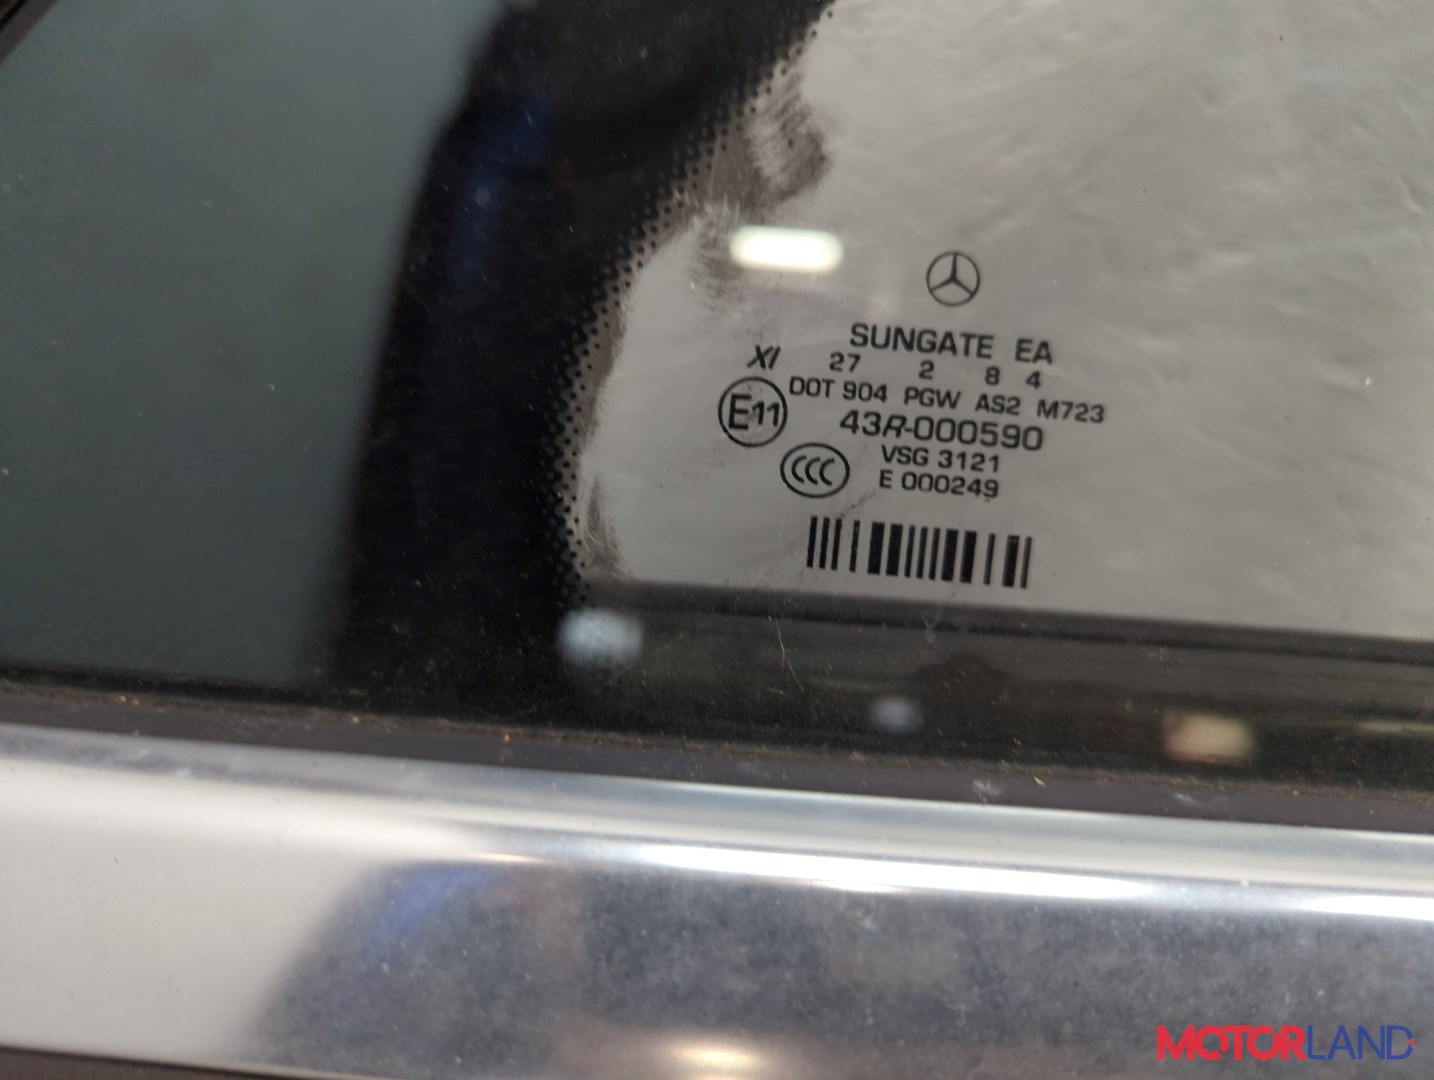 SUNGATE EA
XI 27 2 8 4
DOT 904 PGW AS2 M723
E11 43R-000590
VSG 3121
CCC E 000249
MOTORLAND